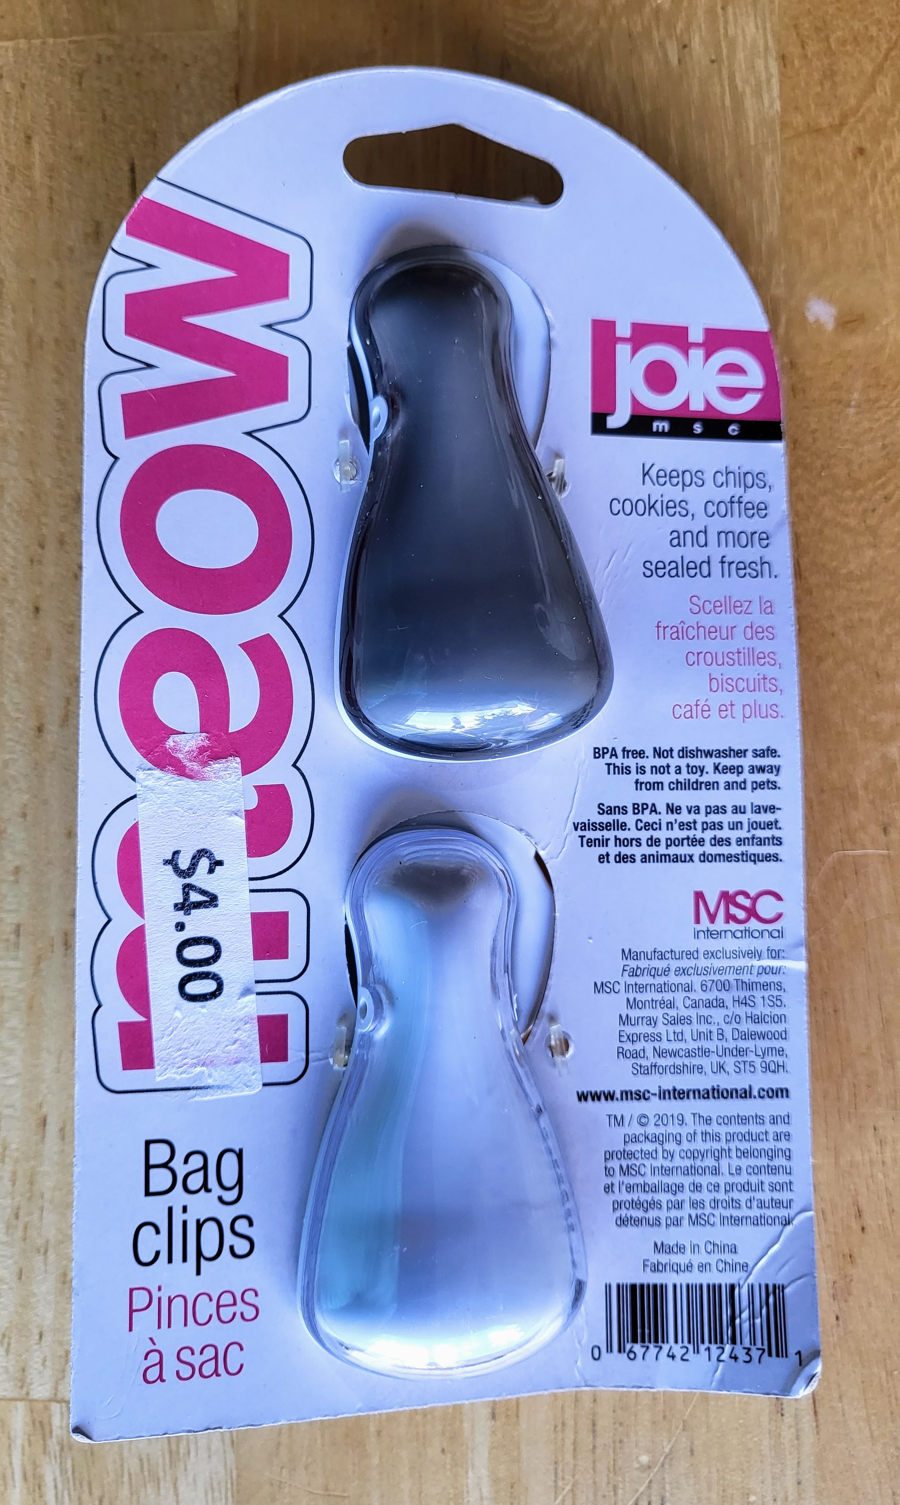 meow
$4.00
Bag
clips
Pinces
à sac
joie
msc
Keeps chips,
cookies, coffee
and more
sealed fresh.
Scellez la
fraîcheur des
croustilles,
biscuits,
café et plus.
BPA free. Not dishwasher safe.
This is not a toy. Keep away
from children and pets.
Sans BPA. Ne va pas au lave-
vaisselle. Ceci n'est pas un jouet.
Tenir hors de portée des enfants
et des animaux domestiques.
MSC
international
Manufactured exclusively for:
Fabriqué exclusivement pour:
MSC International. 6700 Thimens,
Montréal, Canada, H4S 1S5.
Murray Sales Inc., c/o Halcion
Express Ltd, Unit B, Dalewood
Road, Newcastle-Under-Lyme,
Staffordshire, UK, ST5 9QH.
www.msc-international.com
TM / © 2019. The contents and
packaging of this product are
protected by copyright belonging
to MSC International. Le contenu
et l'emballage de ce produit sont
protégés par les droits d'auteur
détenus par MSC International.
Made in China
Fabriqué en Chine
0 67742 12437 1